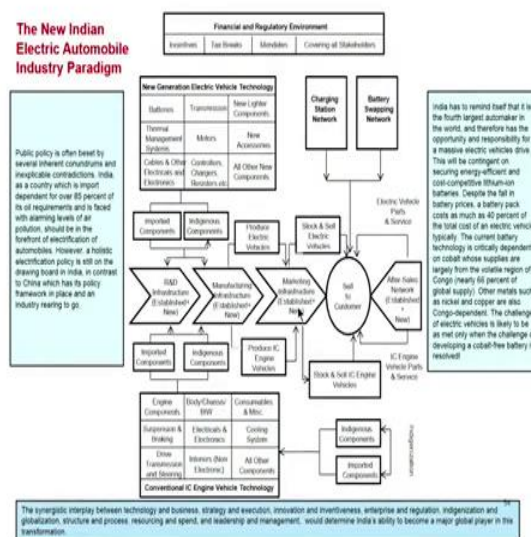 The New Indian
Electric Automobile
Industry Paradigm
Financial and Regulatory Environment
Incentives
Tax Breaks
Mandates
Covering all Stakeholders
Public policy is often beset by
several inherent conundrums and
inexplicable contradictions. India,
as a country which is import
dependent for over 85 percent of
its oil requirements and is faced
with alarming levels of air
pollution, should be in the
forefront of electrification of
automobiles. However, a holistic
electrification policy is still on the
drawing board in India, in contrast
to China which has its policy
framework in place and an
industry rearing to go.
New Generation Electric Vehicle Technology
Batteries
Transmission
New Lighter
Components
Thermal
Management
Systems
Motors
New
Accessories
Cables & Other
Electricals and
Electronics
Controllers,
Chargers,
Resistors etc
All Other New
Components
Charging
Station
Network
Battery
Swapping
Network
India has to remind itself that it is
the fourth largest automaker in
the world, and therefore has the
opportunity and responsibility for
a massive electric vehicles drive.
This will be contingent on
securing energy-efficient and
cost-competitive lithium-ion
batteries. Despite the fall in
battery prices, a battery pack
costs as much as 40 percent of
the total cost of an electric vehicle
typically. The current battery
technology is critically dependent
on cobalt whose supplies are
largely from the volatile region of
Congo (nearly 66 percent of
global supply). Other metals such
as nickel and copper are also
Congo-dependent. The challenge
of electric vehicles is likely to be
as met only when the challenge of
developing a cobalt-free battery is
resolved!
Imported
Components
Indigenous
Components
Produce
Electric
Vehicles
Stock & Sell
Electric
Vehicles
Electric Vehicle
Parts
& Service
R&D
Infrastructure
(Established+
New)
Manufacturing
Infrastructure
(Established+
New)
Marketing
Infrastructure
(Established+
New)
Sell
To
Customer
After-Sales
Network
(Established
+
New)
Imported
Components
Indigenous
Components
Produce IC
Engine
Vehicles
Stock & Sell IC Engine
Vehicles
IC Engine
Vehicle Parts
& Service
Engine
Components
Body/Chassis/
BIW
Consumables
& Misc.
Suspension &
Braking
Electricals &
Electronics
Cooling
System
Drive
Transmission
and Steering
Interiors (Non
Electronic)
All Other
Components
Conventional IC Engine Vehicle Technology
Indigenous
Components
Imported
Components
Indigenization
The synergistic interplay between technology and business, strategy and execution, innovation and inventiveness, enterprise and regulation, indigenization and
globalization, structure and process, resourcing and spend, and leadership and management, would determine India's ability to become a major global player in this
transformation.